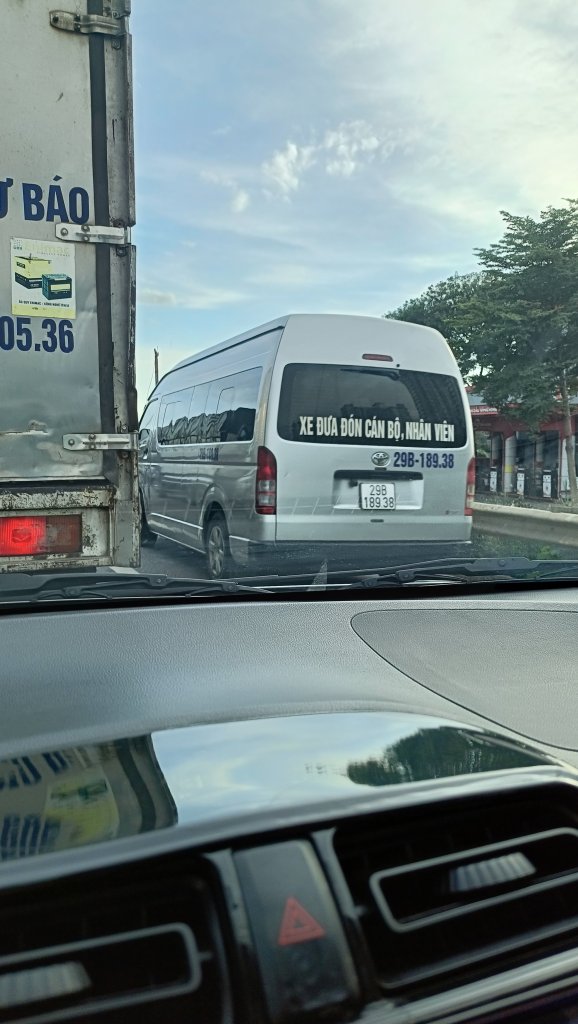 BÁO
05.36
XE ĐƯA ĐÓN CÁN BỘ, NHÂN VIÊN
29B-189.38
29B
189.38